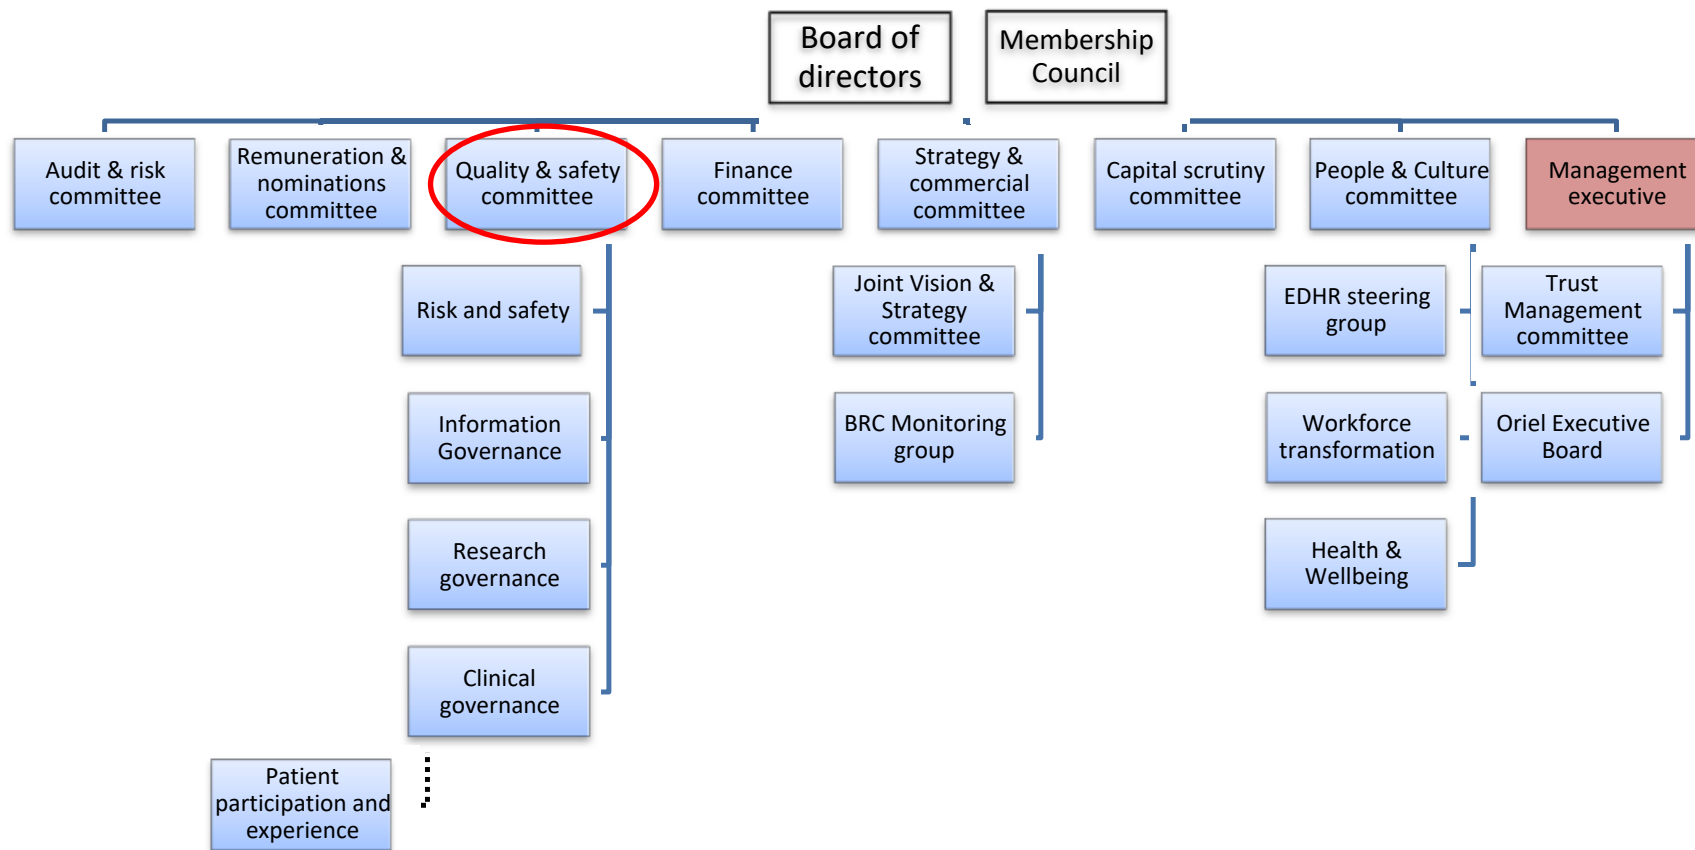 Board of
directors
Membership
Council
Audit & risk
committee
Remuneration &
nominations
committee
Quality & safety
committee
Finance
committee
Strategy &
commercial
committee
Capital scrutiny
committee
People & Culture
committee
Management
executive
Risk and safety
Joint Vision &
Strategy
committee
EDHR steering
group
Trust
Management
committee
Information
Governance
BRC Monitoring
group
Workforce
transformation
Oriel Executive
Board
Research
governance
Health &
Wellbeing
Clinical
governance
Patient
participation and
experience